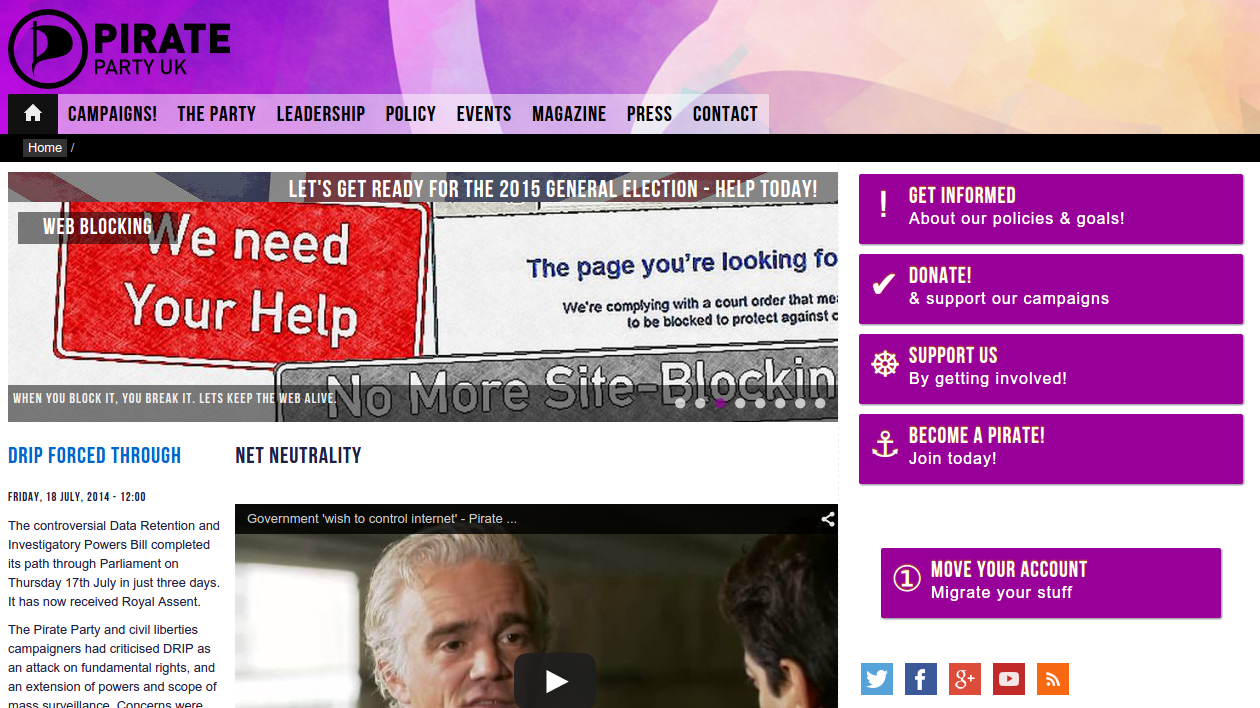 PIRATE
PARTY UK
CAMPAIGNS! THE PARTY LEADERSHIP POLICY EVENTS MAGAZINE PRESS CONTACT
Home /
LET'S GET READY FOR THE 2015 GENERAL ELECTION - HELP TODAY!
WEB BLOCKING
We need
Your Help
The page you're looking fo
We're complying with a court order that me
to be blocked to protect against c
No More Site-Blockin
WHEN YOU BLOCK IT, YOU BREAK IT. LETS KEEP THE WEB ALIVE.
DRIP FORCED THROUGH
FRIDAY, 18 JULY, 2014 - 12:00
The controversial Data Retention and
Investigatory Powers Bill completed
its path through Parliament on
Thursday 17th July in just three days.
It has now received Royal Assent.
The Pirate Party and civil liberties
campaigners had criticised DRIP as
an attack on fundamental rights, and
an extension of powers and scope of
mass surveillance. Concerns were
NET NEUTRALITY
Government 'wish to control internet' - Pirate ...
! GET INFORMED
About our policies & goals!
DONATE!
& support our campaigns
SUPPORT US
By getting involved!
BECOME A PIRATE!
Join today!
① MOVE YOUR ACCOUNT
Migrate your stuff